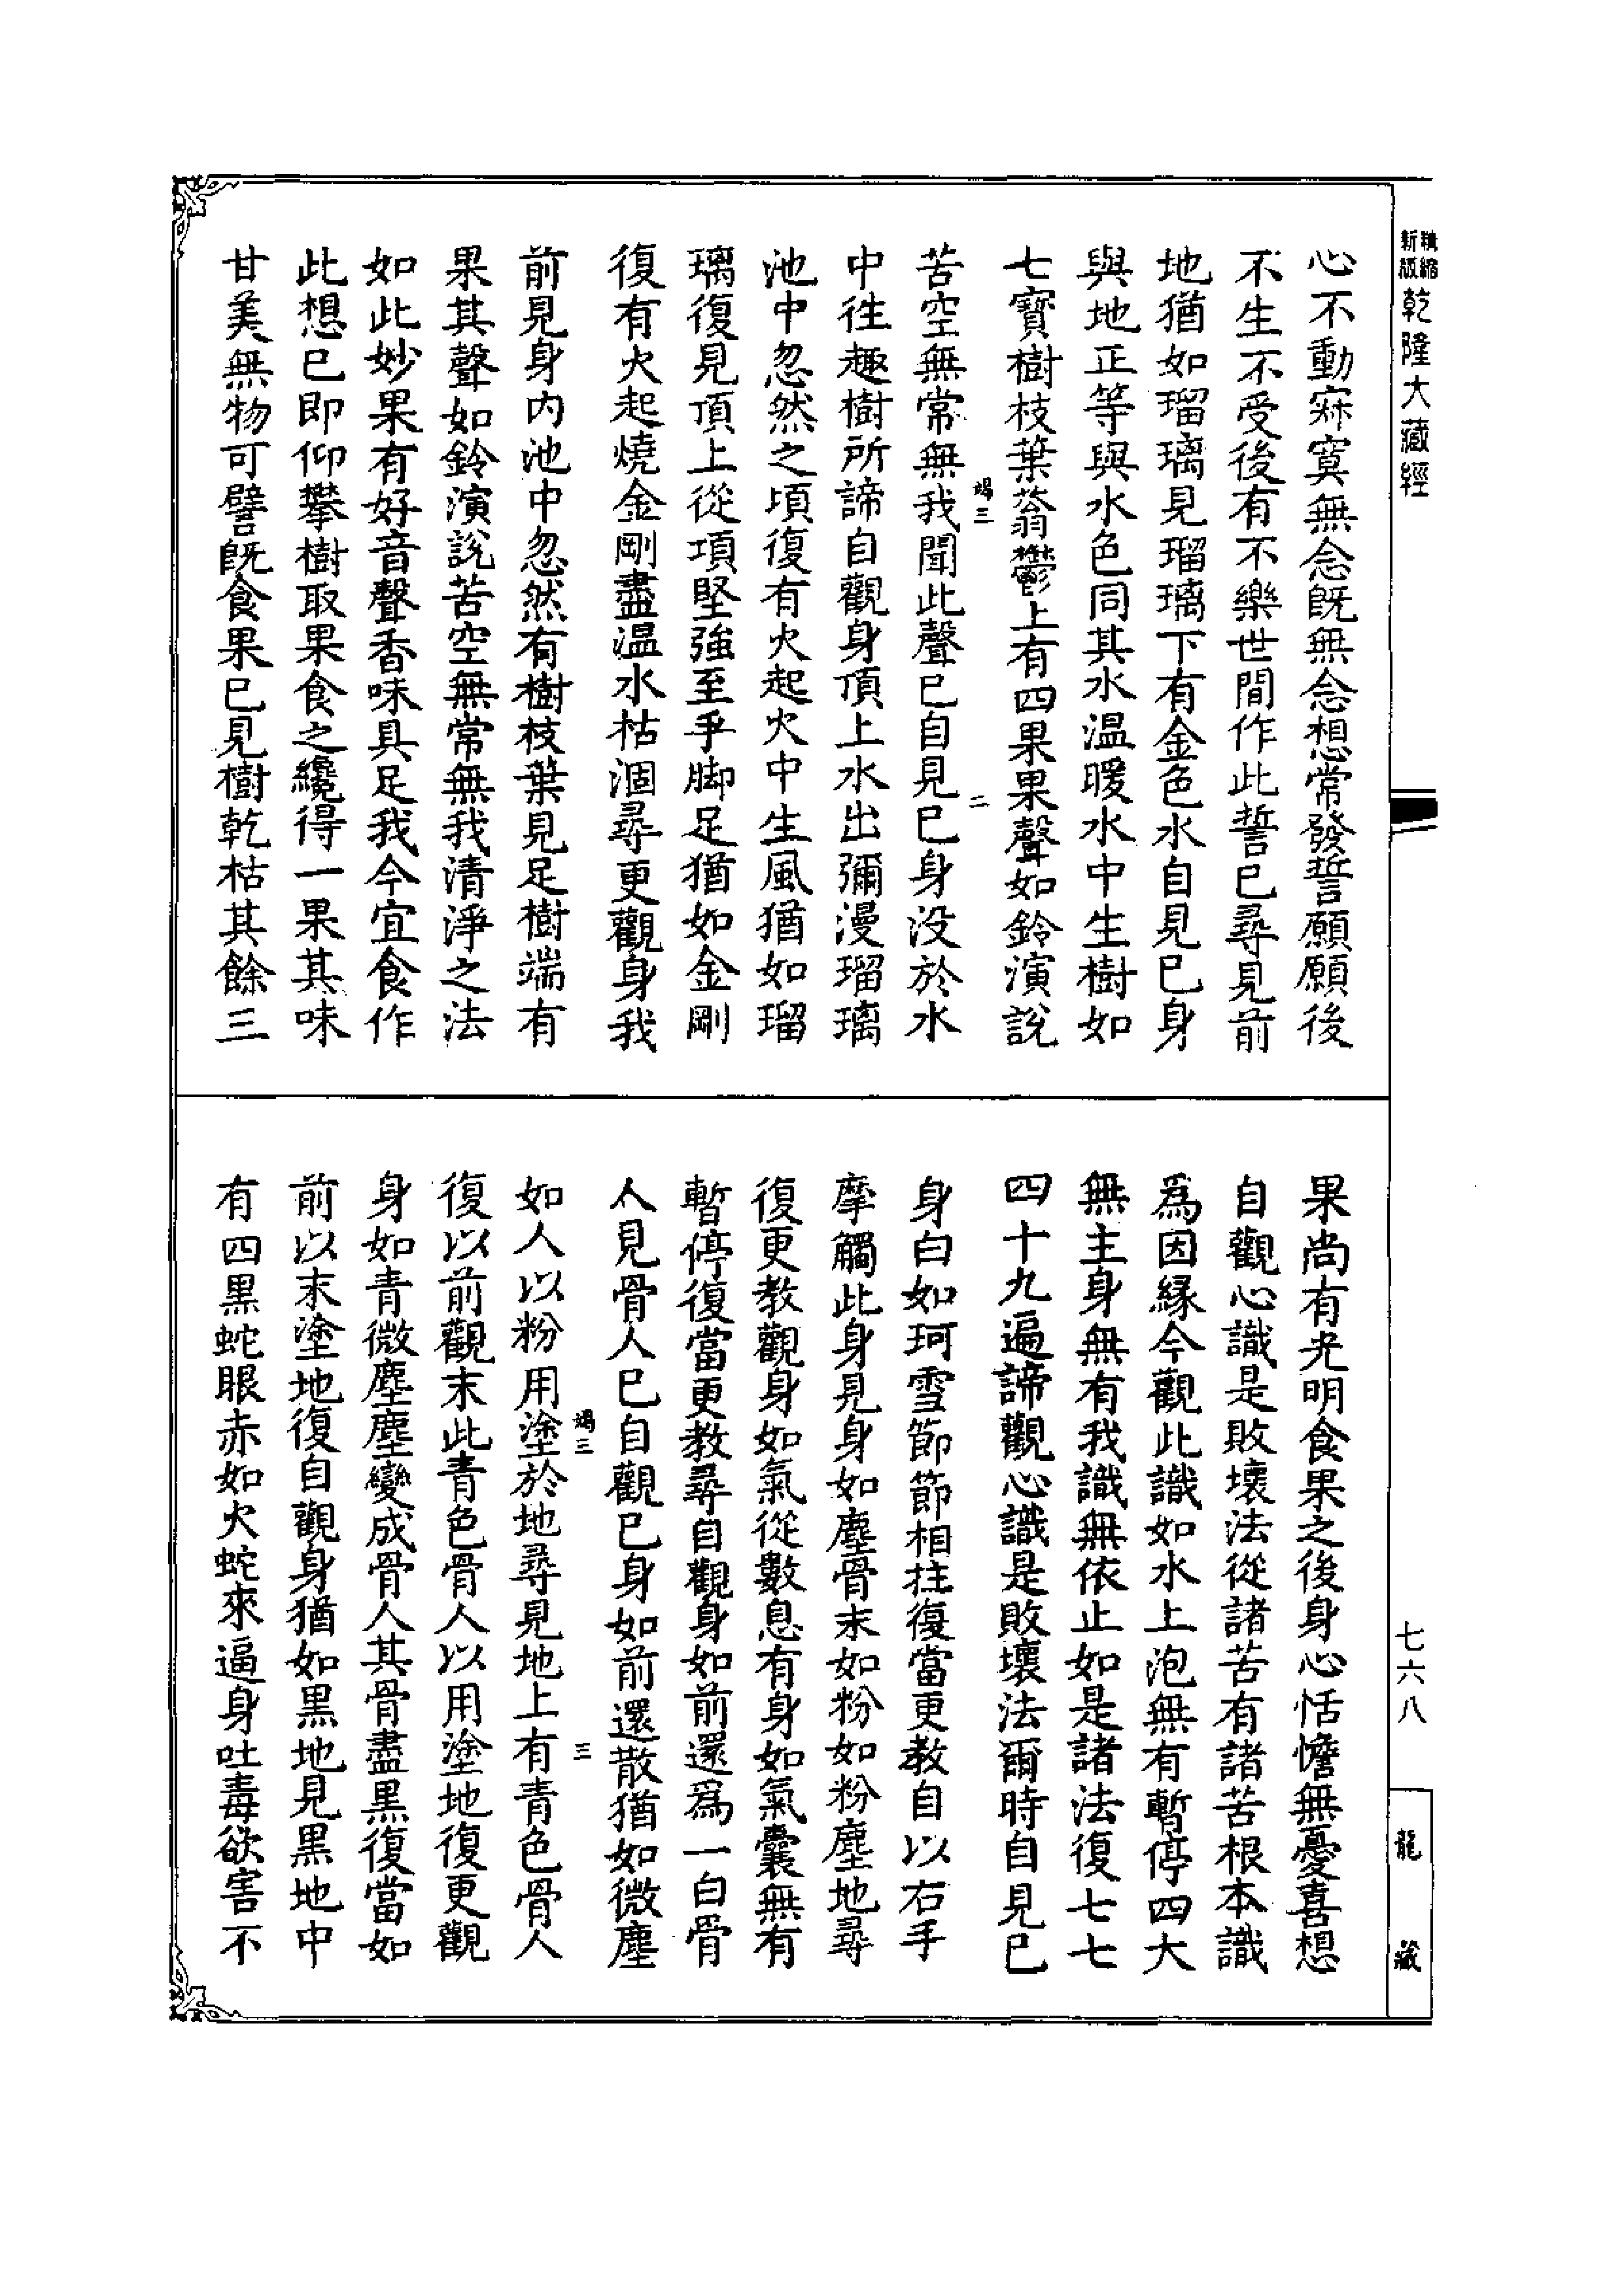 精縮
新版
乾隆大藏經
心不動寂寞無念旣無念想常發誓願願後
不生不受後有不樂世間作此誓已尋見前
地猶如瑠璃見瑠璃下有金色水自見已身
與地正等與水色同其水温暖水中生樹如
七寶樹枝葉蓊鬱上有四果果聲如鈴演說
竭三
二
苦空無常無我聞此聲已自見已身没於水
中徃趣樹所諦自觀身頂上水出彌漫瑠璃
池中忽然之頃復有火起火中生風猶如瑠
璃復見頂上從項堅強至乎脚足猶如金剛
復有火起燒金剛盡温水枯涸尋更觀身我
前見身内池中忽然有樹枝葉見足樹端有
果其聲如鈴演說苦空無常無我清淨之法
如此妙果有好音聲香味具足我今宜食作
此想已即仰攀樹取果食之纔得一果其味
甘美無物可譬旣食果已見樹乾枯其餘三
果尚有光明食果之後身心恬憺無憂喜想
自觀心識是敗壞法從諸苦有諸苦根本識
爲因縁今觀此識如水上泡無有暫停四大
無主身無有我識無依止如是諸法復七七
四十九遍諦觀心識是敗壞法爾時自見已
身白如珂雪節節相拄復當更教自以右手
摩觸此身見身如塵骨末如粉如粉塵地尋
復更教觀身如氣從數息有身如氣囊無有
暫停復當更教尋自觀身如前還爲一白骨
人見骨人已自觀已身如前還散猶如微塵
竭三
三
如人以粉用塗於地尋見地上有青色骨人
復以前觀末此青色骨人以用塗地復更觀
身如青微塵塵變成骨人其骨盡黒復當如
前以末塗地復自觀身猶如黒地見黒地中
有四黒蛇眼赤如火蛇來逼身吐毒欲害不
七六八
龍藏